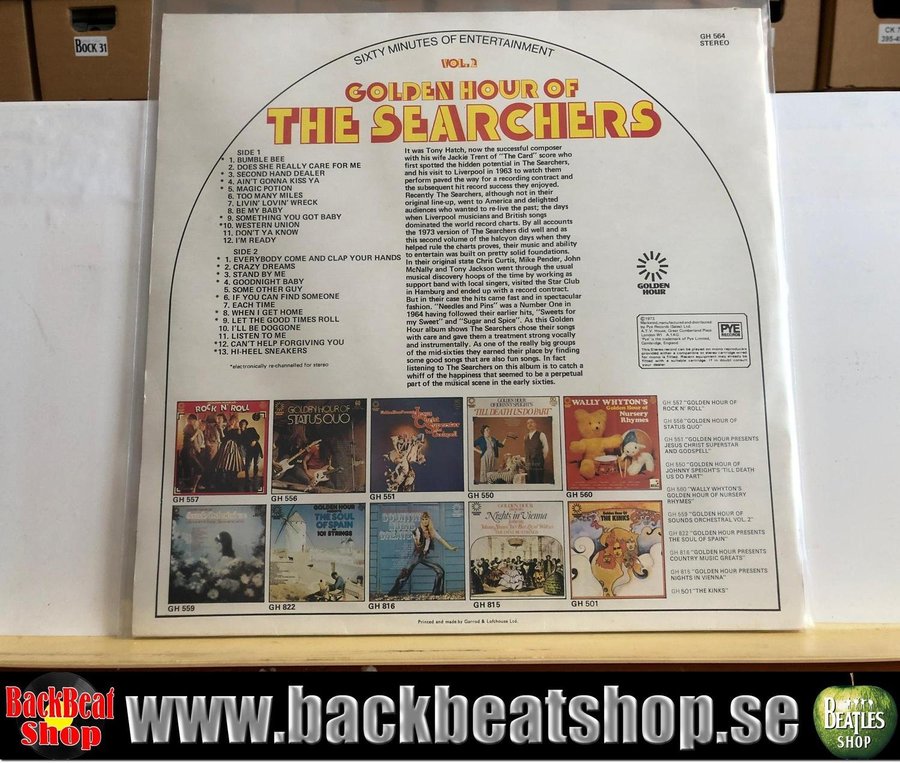 BOCK 31
SIXTY MINUTES OF ENTERTAINMENT
GH 564
STEREO
VOL.2
GOLDEN HOUR OF
THE SEARCHERS
SIDE 1
* 1. BUMBLE BEE
2. DOES SHE REALLY CARE FOR ME
* 3. SECOND HAND DEALER
* 4. AIN'T GONNA KISS YA
* 5. MAGIC POTION
6. TOO MANY MILES
7. LIVIN' LOVIN' WRECK
8. BE MY BABY
* 9. SOMETHING YOU GOT BABY
*10. WESTERN UNION
11. DON'T YA KNOW
12. I'M READY
SIDE 2
* 1. EVERYBODY COME AND CLAP YOUR HANDS
* 2. CRAZY DREAMS
* 3. STAND BY ME
* 4. GOODNIGHT BABY
5. SOME OTHER GUY
* 6. IF YOU CAN FIND SOMEONE
7. EACH TIME
* 8. WHEN I GET HOME
* 9. LET THE GOOD TIMES ROLL
10. I'LL BE DOGGONE
11. LISTEN TO ME
*12. CAN'T HELP FORGIVING YOU
*13. HI-HEEL SNEAKERS
*electronically re-channelled for stereo
It was Tony Hatch, now the successful composer
with his wife Jackie Trent of "The Card" score who
first spotted the hidden potential in The Searchers,
and his visit to Liverpool in 1963 to watch them
perform paved the way for a recording contract and
the subsequent hit record success they enjoyed.
Recently The Searchers, although not in their
original line-up, went to America and delighted
audiences who wanted to re-live the past; the days
when Liverpool musicians and British songs
dominated the world record charts. By all accounts
the 1973 version of The Searchers did well and as
this second volume of the halcyon days when they
helped rule the charts proves, their music and ability
to entertain was built on pretty solid foundations.
In their original state Chris Curtis, Mike Pender, John
McNally and Tony Jackson went through the usual
musical discovery hoops of the time by working as
support band with local singers, visited the Star Club
in Hamburg and ended up with a record contract.
But in their case the hits came fast and in spectacular
fashion. "Needles and Pins" was a Number One in
1964 having followed their earlier hits, "Sweets for
my Sweet" and "Sugar and Spice". As this Golden
Hour album shows The Searchers chose their songs
with care and gave them a treatment strong vocally
and instrumentally. As one of the really big groups
of the mid-sixties they earned their place by finding
some good songs that are also fun songs. In fact
listening to The Searchers on this album is to catch a
whiff of the happiness that seemed to be a perpetual
part of the musical scene in the early sixties.
GOLDEN
HOUR
PYE
RECORDS
ROCK 'N' ROLL
GOLDEN HOUR OF
STATUS QUO
'TILL DEATH US DO PART'
WALLY WHYTON'S
Golden Hour of
Nursery
Rhymes
GH 557
GH 556
GH 551
GH 550
GH 560
GOLDEN HOUR
THE SOUL
OF SPAIN
101 STRINGS
Nights in Vienna
Golden Hour Of
THE KINKS
GH 559
GH 822
GH 816
GH 815
GH 501
GH 557 "GOLDEN HOUR OF
ROCK N' ROLL"
GH 556 "GOLDEN HOUR OF
STATUS QUO"
GH 551 "GOLDEN HOUR PRESENTS
JESUS CHRIST SUPERSTAR
AND GODSPELL"
GH 550 "GOLDEN HOUR OF
JOHNNY SPEIGHT'S 'TILL DEATH
US DO PART"
GH 560 "WALLY WHYTON'S
GOLDEN HOUR OF NURSERY
RHYMES"
GH 559 "GOLDEN HOUR OF
SOUNDS ORCHESTRAL VOL. 2"
GH 822 "GOLDEN HOUR PRESENTS
THE SOUL OF SPAIN"
GH 816 "GOLDEN HOUR PRESENTS
COUNTRY MUSIC GREATS"
GH 815 "GOLDEN HOUR PRESENTS
NIGHTS IN VIENNA"
GH 501 "THE KINKS"
Printed and made by Garrod & Lofthouse Ltd.
BackBeat
Shop
www.backbeatshop.se
BEATLES
SHOP